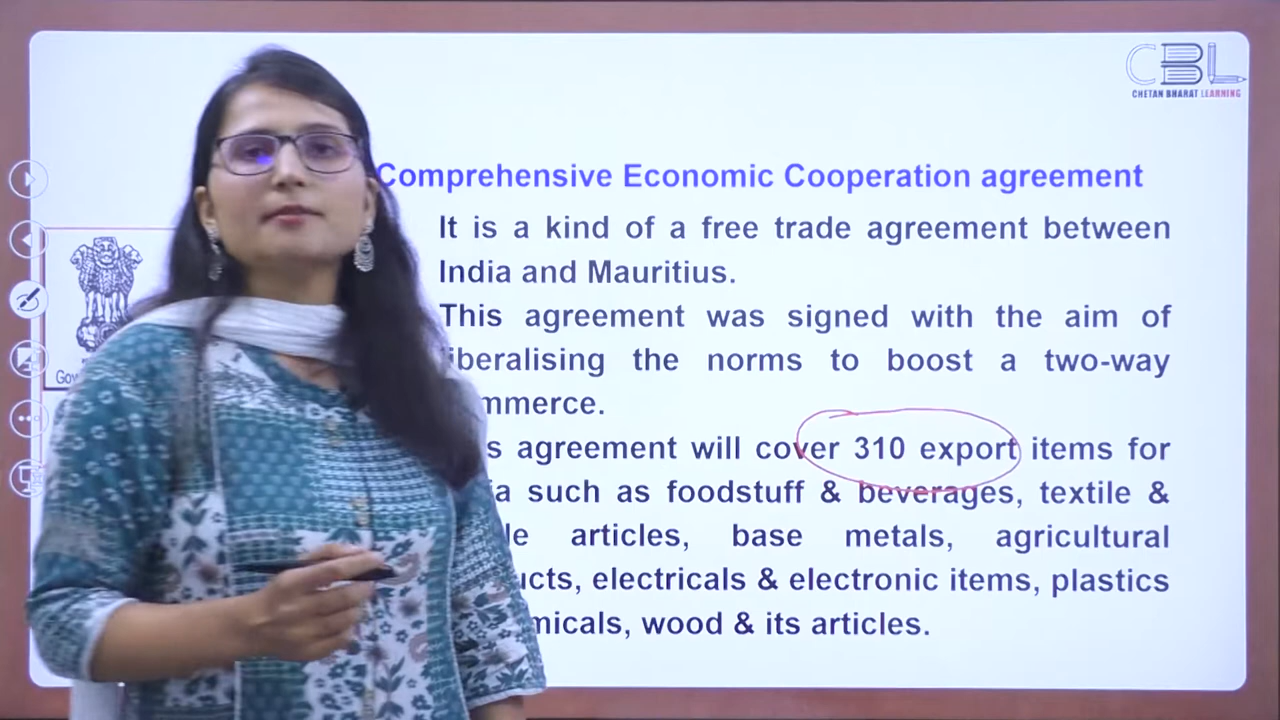 CBL
CHETAN BHARAT LEARNING
Comprehensive Economic Cooperation agreement
It is a kind of a free trade agreement between
India and Mauritius.
This agreement was signed with the aim of
liberalising the norms to boost a two-way
mmerce.
s agreement will cover 310 export items for
such as foodstuff & beverages, textile &
articles, base metals, agricultural
ucts, electricals & electronic items, plastics
micals, wood & its articles.
Gov